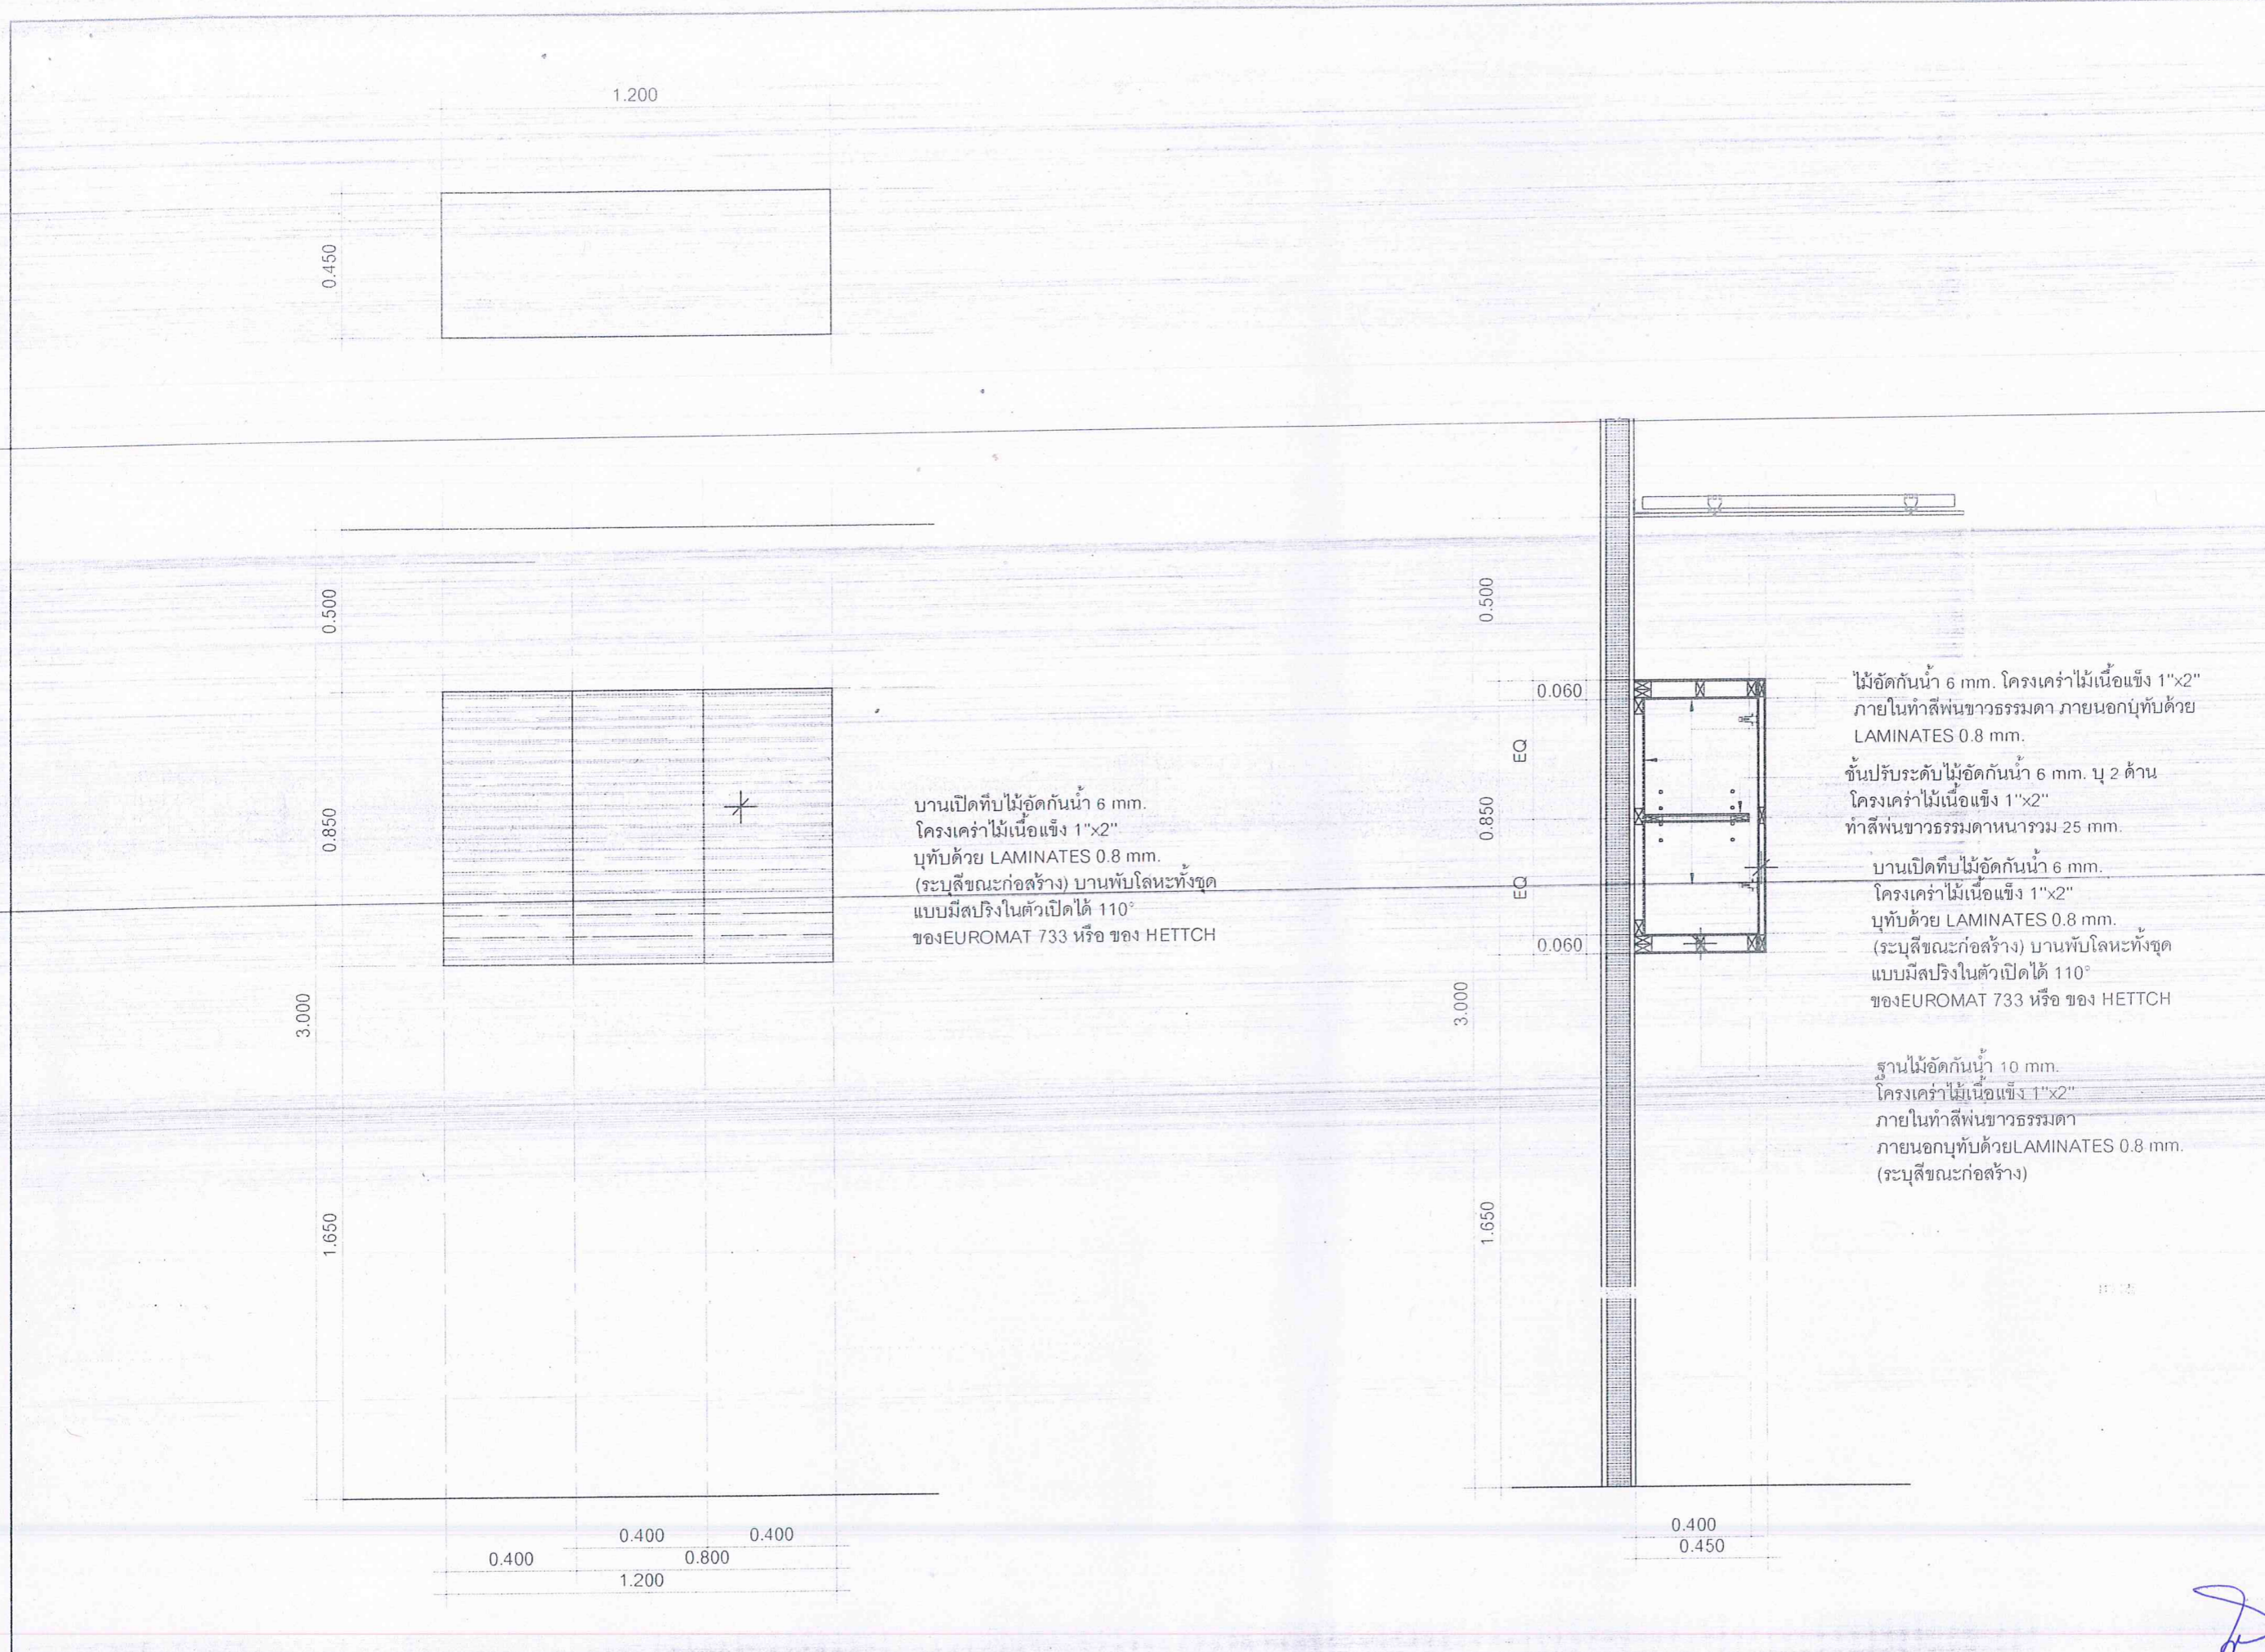 1.200
0.450
0.500
0.850
3.000
1.650
บานเปิดทึบไม้อัดกันน้ำ 6 mm.
โครงเคร่าไม้เนื้อแข็ง 1"x2"
บุทับด้วย LAMINATES 0.8 mm.
(ระบุสีขณะก่อสร้าง) บานพับโลหะทั้งชุด
แบบมีสปริงในตัวเปิดได้ 110°
ของEUROMAT 733 หรือ ของ HETTCH
0.400 0.400
0.400 0.800
1.200
0.500
0.060
EQ
0.850
EQ
0.060
3.000
1.650
ไม้อัดกันน้ำ 6 mm. โครงเคร่าไม้เนื้อแข็ง 1"x2"
ภายในทำสีพ่นขาวธรรมดา ภายนอกบุทับด้วย
LAMINATES 0.8 mm.
ชั้นปรับระดับไม้อัดกันน้ำ 6 mm. บุ 2 ด้าน
โครงเคร่าไม้เนื้อแข็ง 1"x2"
ทำสีพ่นขาวธรรมดาหนารวม 25 mm.
บานเปิดทึบไม้อัดกันน้ำ 6 mm.
โครงเคร่าไม้เนื้อแข็ง 1"x2"
บุทับด้วย LAMINATES 0.8 mm.
(ระบุสีขณะก่อสร้าง) บานพับโลหะทั้งชุด
แบบมีสปริงในตัวเปิดได้ 110°
ของEUROMAT 733 หรือ ของ HETTCH
ฐานไม้อัดกันน้ำ 10 mm.
โครงเคร่าไม้เนื้อแข็ง 1"x2"
ภายในทำสีพ่นขาวธรรมดา
ภายนอกบุทับด้วยLAMINATES 0.8 mm.
(ระบุสีขณะก่อสร้าง)
0.400
0.450